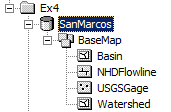 Ex4
SanMarcos
BaseMap
Basin
NHDFlowline
USGSGage
Watershed